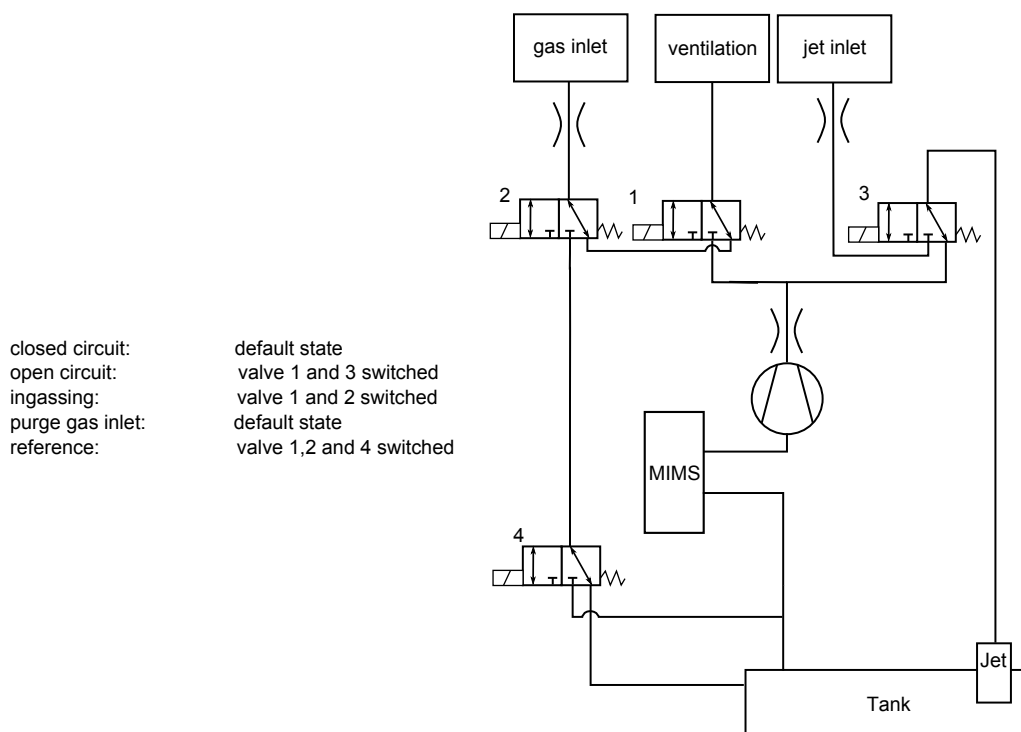 gas inlet
ventilation
jet inlet
2
1
3
closed circuit: default state
open circuit: valve 1 and 3 switched
ingassing: valve 1 and 2 switched
purge gas inlet: default state
reference: valve 1,2 and 4 switched
MIMS
4
Jet
Tank